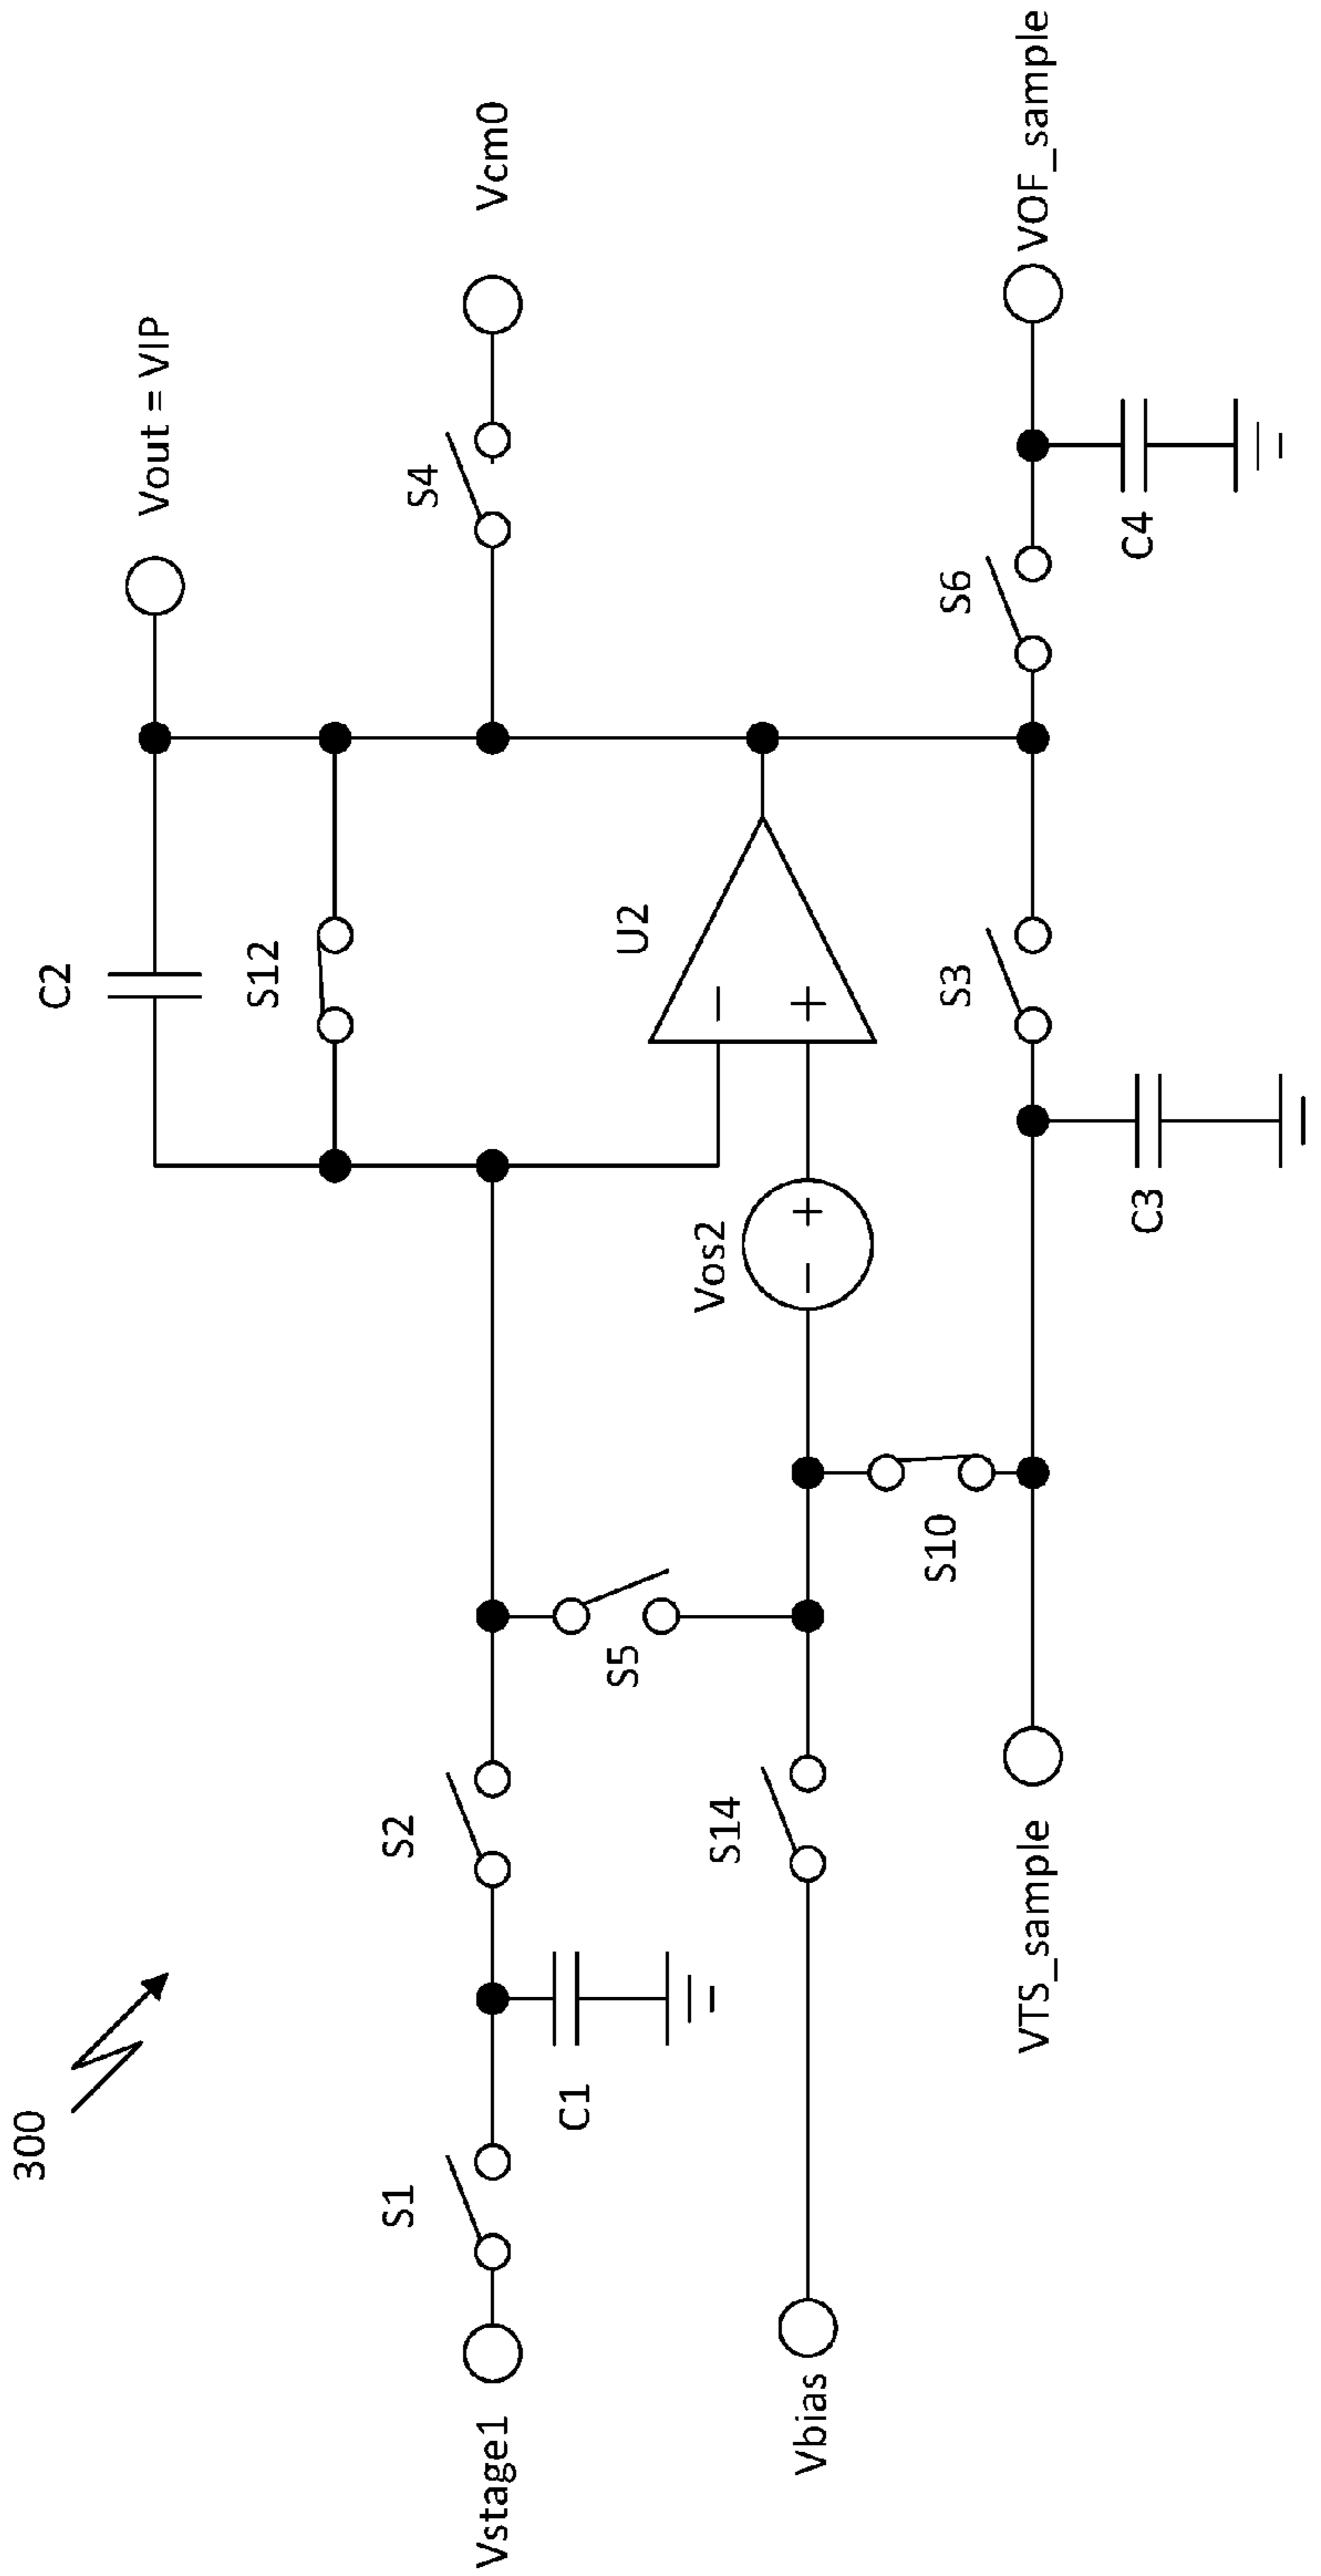 300
Vstage1
S1
C1
S2
S5
C2
S12
Vout = VIP
S4
Vcm0
Vbias
S14
Vos2
− +
U2
−
+
S10
VTS_sample
C3
S3
S6
C4
VOF_sample